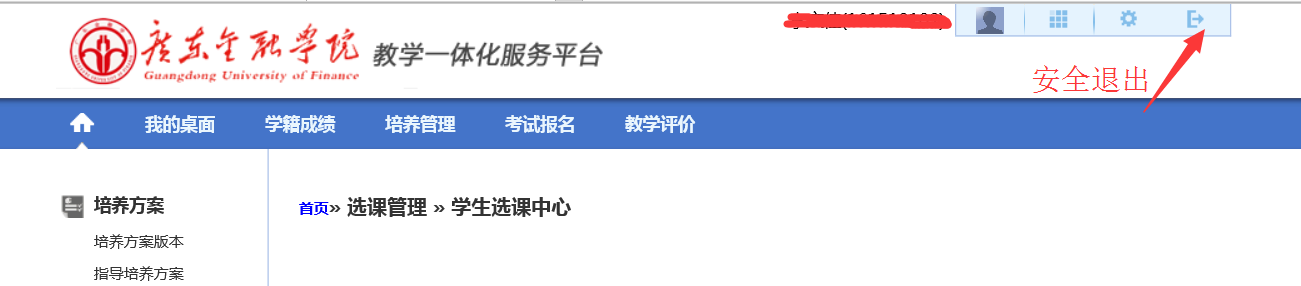 广东金融学院
Guangdong University of Finance
教学一体化服务平台
安全退出
我的桌面 学籍成绩 培养管理 考试报名 教学评价
培养方案
首页» 选课管理 » 学生选课中心
培养方案版本
指导培养方案